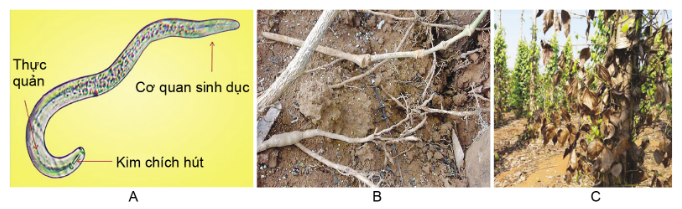 Thực
quản
Cơ quan sinh dục
Kim chích hút
A
B
C